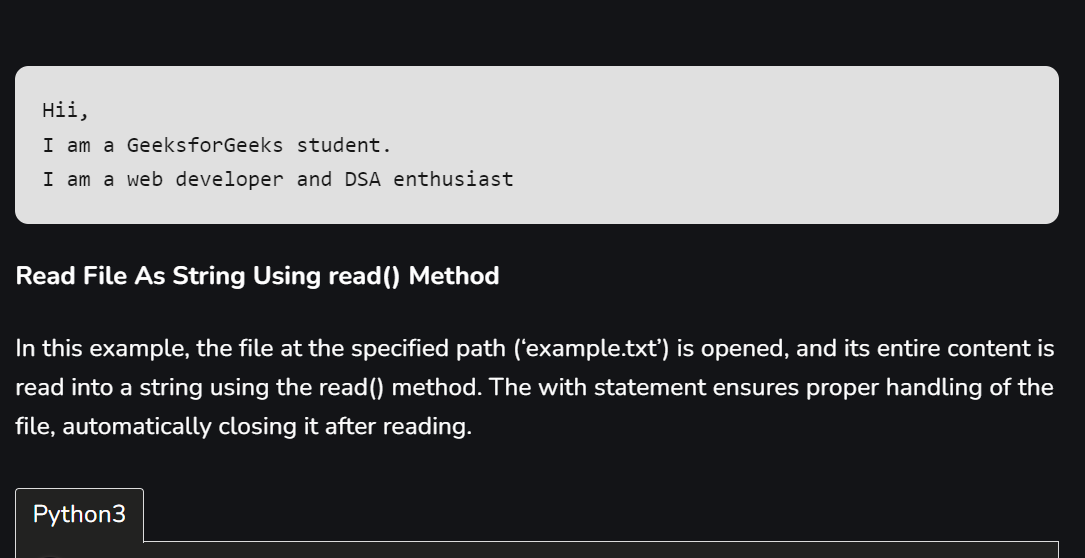 Hii,
I am a GeeksforGeeks student.
I am a web developer and DSA enthusiast
Read File As String Using read() Method
In this example, the file at the specified path (‘example.txt’) is opened, and its entire content is
read into a string using the read() method. The with statement ensures proper handling of the
file, automatically closing it after reading.
Python3